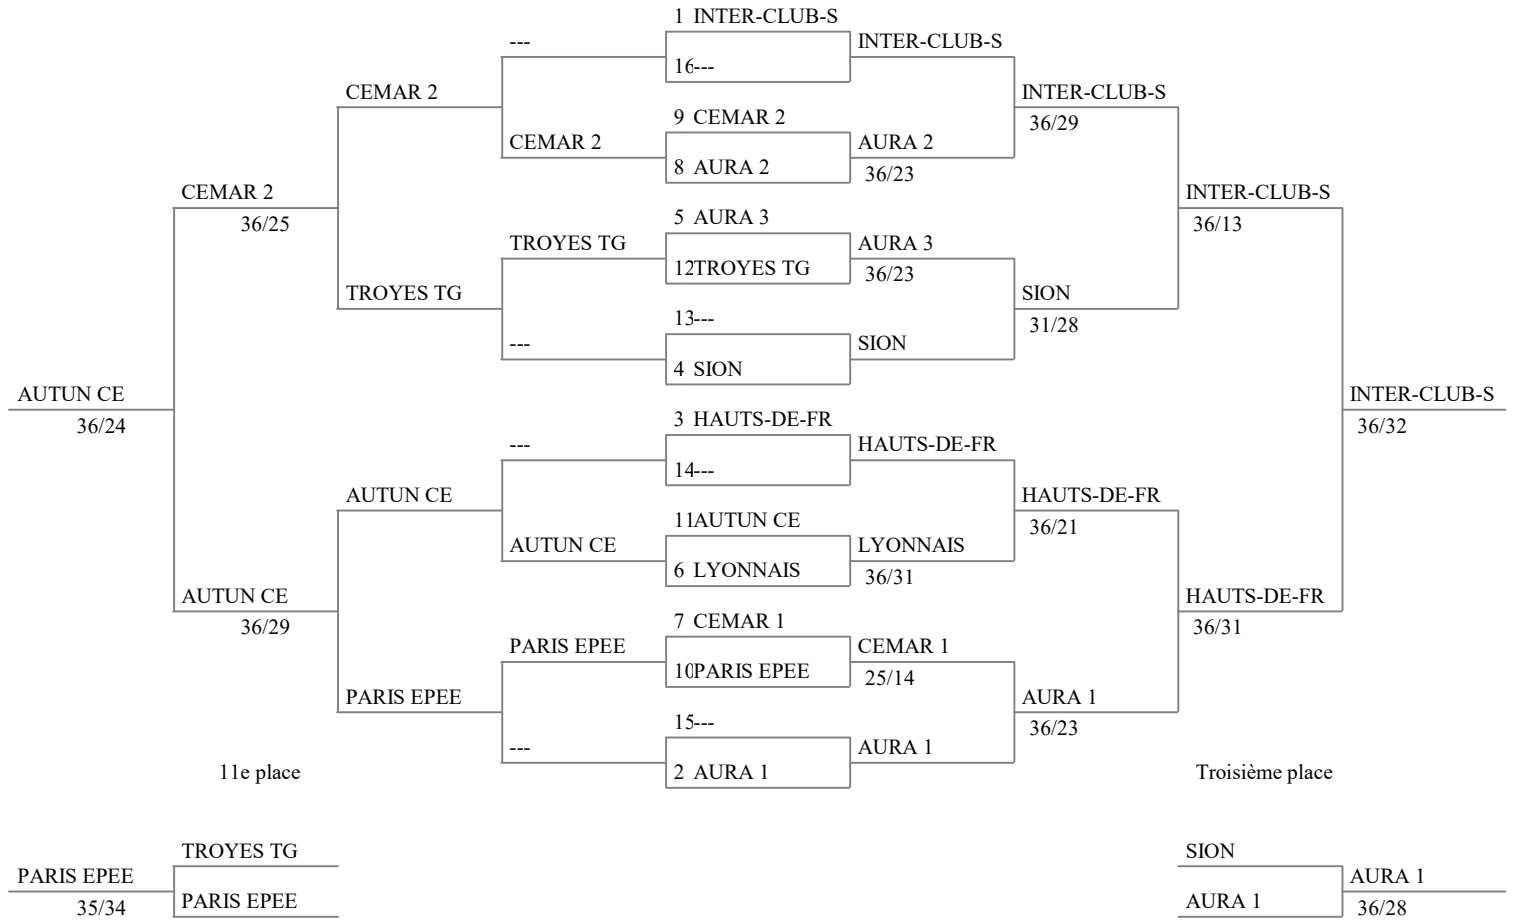 1 INTER-CLUB-S
--- INTER-CLUB-S
16---
CEMAR 2 INTER-CLUB-S
9 CEMAR 2 36/29
CEMAR 2 AURA 2
8 AURA 2 36/23
CEMAR 2 INTER-CLUB-S
36/25 5 AURA 3 36/13
TROYES TG AURA 3
12TROYES TG 36/23
TROYES TG SION
13--- 31/28
--- SION
4 SION
AUTUN CE INTER-CLUB-S
36/24 3 HAUTS-DE-FR 36/32
--- HAUTS-DE-FR
14---
AUTUN CE HAUTS-DE-FR
11AUTUN CE 36/21
AUTUN CE LYONNAIS
6 LYONNAIS 36/31
AUTUN CE HAUTS-DE-FR
36/29 7 CEMAR 1 36/31
PARIS EPEE CEMAR 1
10PARIS EPEE 25/14
PARIS EPEE AURA 1
15--- 36/23
--- AURA 1
11e place 2 AURA 1 Troisième place
TROYES TG SION
PARIS EPEE AURA 1
PARIS EPEE AURA 1
35/34 36/28